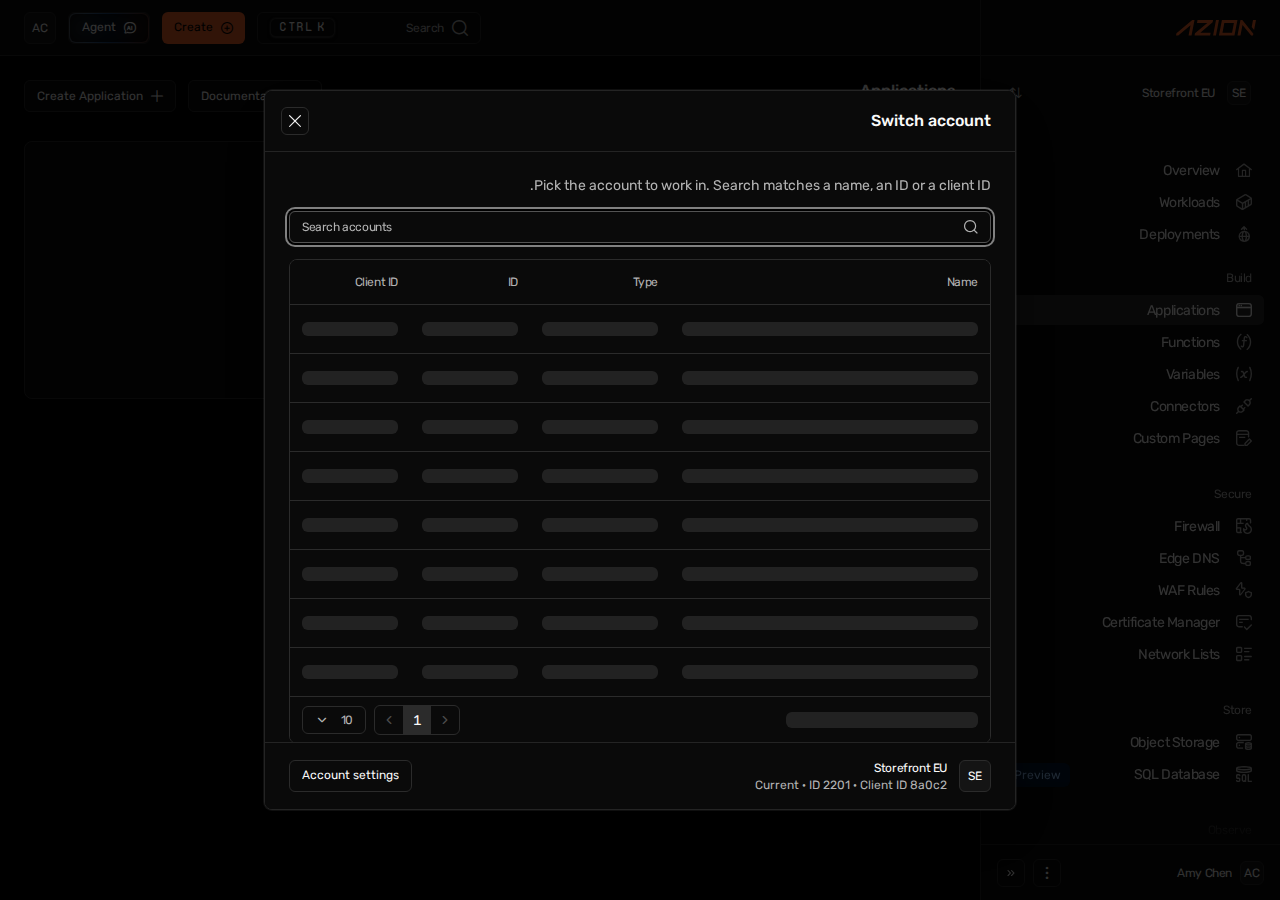 AC
Agent
Create
CTRL K
Search
AZION
Create Application
Documenta
Applications
Storefront EU
SE
Switch account
.Pick the account to work in. Search matches a name, an ID or a client ID
Search accounts
Client ID
ID
Type
Name
10
1
Account settings
Storefront EU
Current • ID 2201 • Client ID 8a0c2
SE
Overview
Workloads
Deployments
Build
Applications
Functions
Variables
Connectors
Custom Pages
Secure
Firewall
Edge DNS
WAF Rules
Certificate Manager
Network Lists
Store
Object Storage
SQL Database
Preview
Observe
Amy Chen
AC